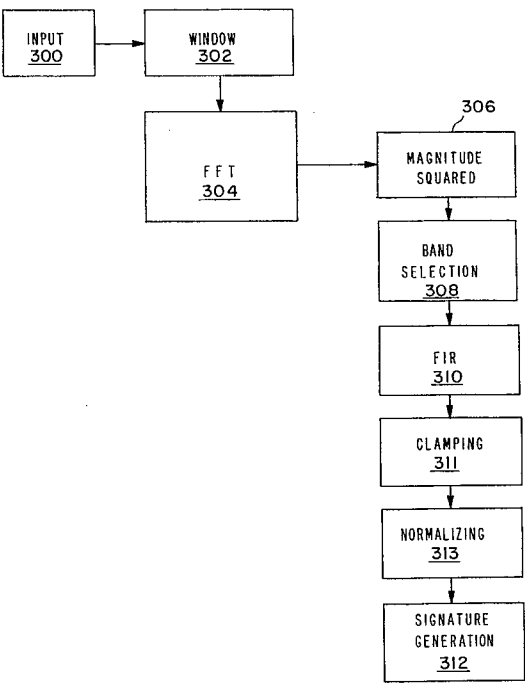 INPUT
300
WINDOW
302
FFT
304
306
MAGNITUDE
SQUARED
BAND
SELECTION
308
FIR
310
CLAMPING
311
NORMALIZING
313
SIGNATURE
GENERATION
312